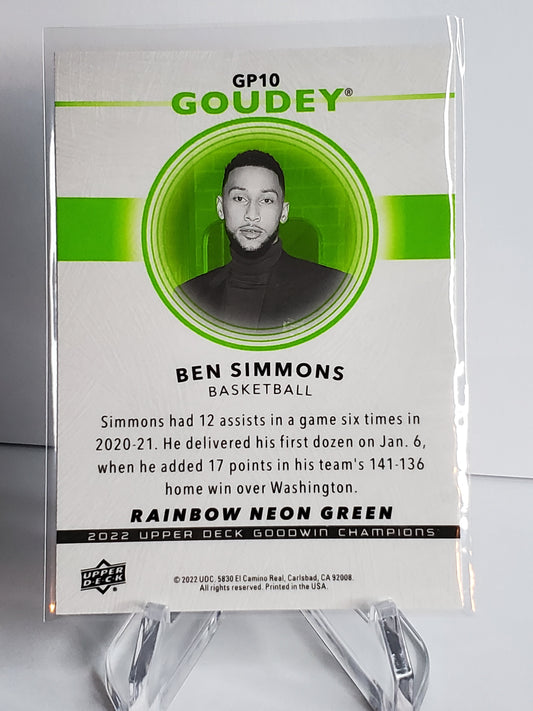 GP10
GOUDEY®
BEN SIMMONS
BASKETBALL
Simmons had 12 assists in a game six times in
2020-21. He delivered his first dozen on Jan. 6,
when he added 17 points in his team's 141-136
home win over Washington.
RAINBOW NEON GREEN
2022 UPPER DECK GOODWIN CHAMPIONS
UPPER
DECK®
© 2022 UDC. 5830 El Camino Real, Carlsbad, CA 92008.
All rights reserved. Printed in the USA.